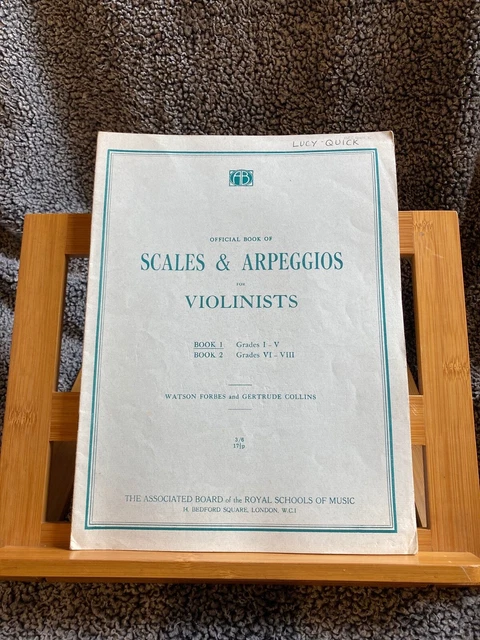 LUCY QUICK
AB
OFFICIAL BOOK OF
SCALES & ARPEGGIOS
FOR
VIOLINISTS
BOOK 1 Grades I - V
BOOK 2 Grades VI - VIII
WATSON FORBES and GERTRUDE COLLINS
3/6
17½p
THE ASSOCIATED BOARD of the ROYAL SCHOOLS OF MUSIC
14, BEDFORD SQUARE, LONDON, W.C.1